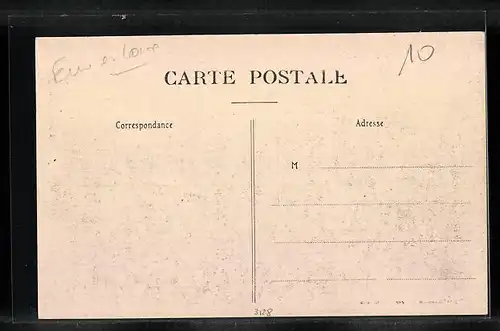 Eure et Loir
10
CARTE POSTALE
Correspondance
Adresse
M
3128